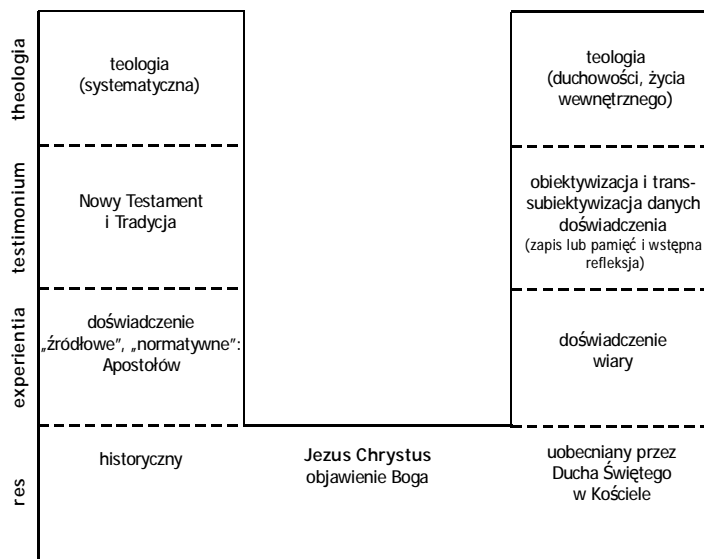 theologia
teologia
(systematyczna)
teologia
(duchowości, życia
wewnętrznego)
testimonium
Nowy Testament
i Tradycja
obiektywizacja i trans-
subiektywizacja danych
doświadczenia
(zapis lub pamięć i wstępna
refleksja)
experientia
doświadczenie
„źródłowe”, „normatywne”:
Apostołów
doświadczenie
wiary
res
historyczny
Jezus Chrystus
objawienie Boga
uobecniany przez
Ducha Świętego
w Kościele